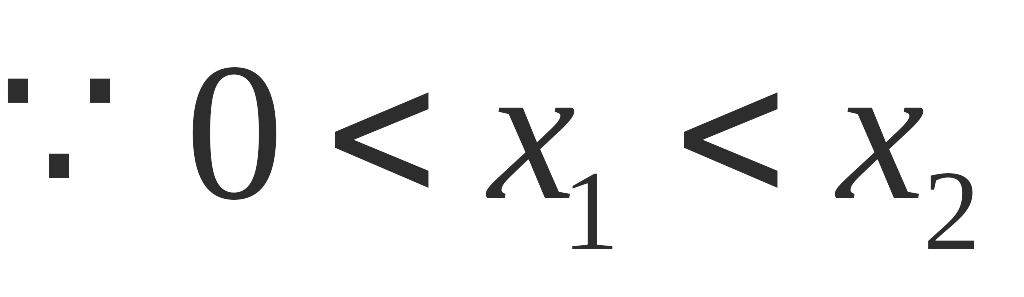 ∵ 0 < x₁ < x₂